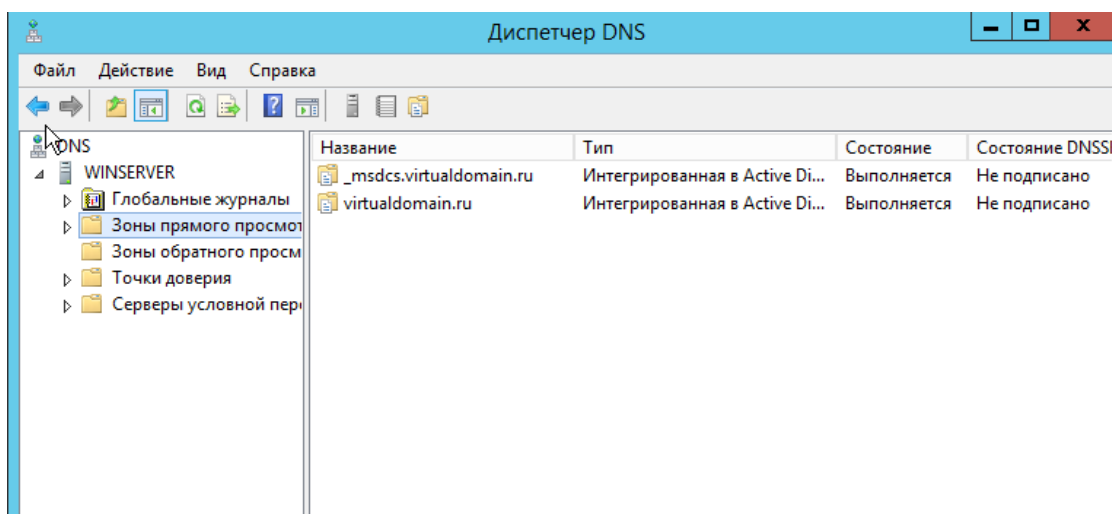 Диспетчер DNS
Файл Действие Вид Справка
DNS
WINSERVER
Глобальные журналы
Зоны прямого просмот
Зоны обратного просм
Точки доверия
Серверы условной пер
Название Тип Состояние Состояние DNSS
_msdcs.virtualdomain.ru Интегрированная в Active Di... Выполняется Не подписано
virtualdomain.ru Интегрированная в Active Di... Выполняется Не подписано